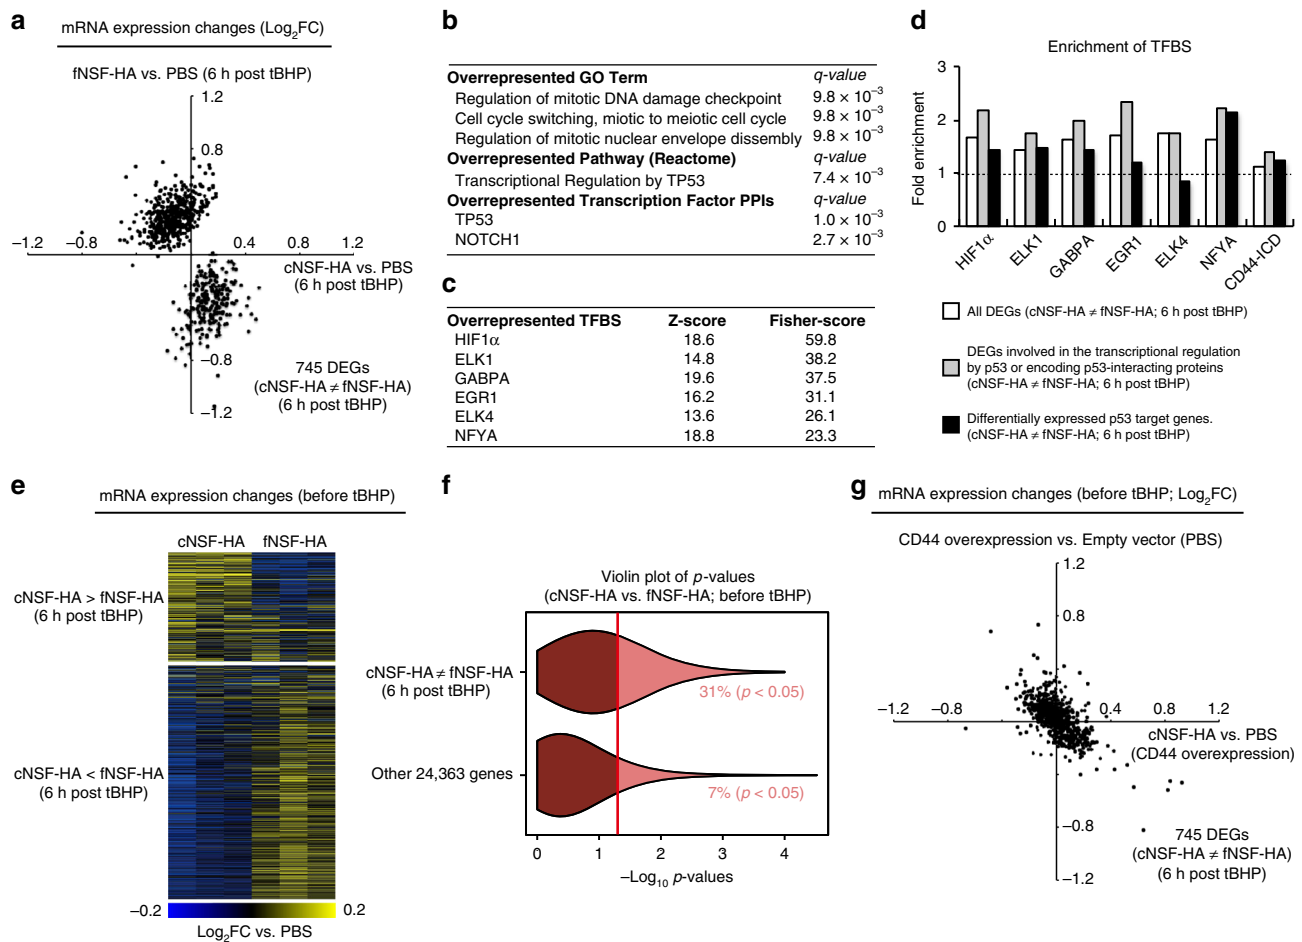 a
mRNA expression changes (Log2FC)
fNSF-HA vs. PBS (6 h post tBHP)
1.2
0.8
−1.2
−0.8
0.4
0.8
1.2
cNSF-HA vs. PBS
(6 h post tBHP)
−0.8
−1.2
745 DEGs
(cNSF-HA ≠ fNSF-HA)
(6 h post tBHP)
b
Overrepresented GO Term q-value
Regulation of mitotic DNA damage checkpoint 9.8 × 10−3
Cell cycle switching, miotic to meiotic cell cycle 9.8 × 10−3
Regulation of mitotic nuclear envelope dissembly 9.8 × 10−3
Overrepresented Pathway (Reactome) q-value
Transcriptional Regulation by TP53 7.4 × 10−3
Overrepresented Transcription Factor PPIs q-value
TP53 1.0 × 10−3
NOTCH1 2.7 × 10−3
c
Overrepresented TFBS Z-score Fisher-score
HIF1α 18.6 59.8
ELK1 14.8 38.2
GABPA 19.6 37.5
EGR1 16.2 31.1
ELK4 13.6 26.1
NFYA 18.8 23.3
d
Enrichment of TFBS
Fold enrichment
3
2
1
0
HIF1α
ELK1
GABPA
EGR1
ELK4
NFYA
CD44-ICD
All DEGs (cNSF-HA ≠ fNSF-HA; 6 h post tBHP)
DEGs involved in the transcriptional regulation
by p53 or encoding p53-interacting proteins
(cNSF-HA ≠ fNSF-HA; 6 h post tBHP)
Differentially expressed p53 target genes.
(cNSF-HA ≠ fNSF-HA; 6 h post tBHP)
e
mRNA expression changes (before tBHP)
cNSF-HA fNSF-HA
cNSF-HA > fNSF-HA
(6 h post tBHP)
cNSF-HA < fNSF-HA
(6 h post tBHP)
−0.2
0.2
Log2FC vs. PBS
f
Violin plot of p-values
(cNSF-HA vs. fNSF-HA; before tBHP)
cNSF-HA ≠ fNSF-HA
(6 h post tBHP)
31% (p < 0.05)
Other 24,363 genes
7% (p < 0.05)
0 1 2 3 4
−Log10 p-values
g
mRNA expression changes (before tBHP; Log2FC)
CD44 overexpression vs. Empty vector (PBS)
1.2
0.8
−1.2
−0.8
0.4
0.8
1.2
cNSF-HA vs. PBS
(CD44 overexpression)
−0.8
−1.2
745 DEGs
(cNSF-HA ≠ fNSF-HA)
(6 h post tBHP)